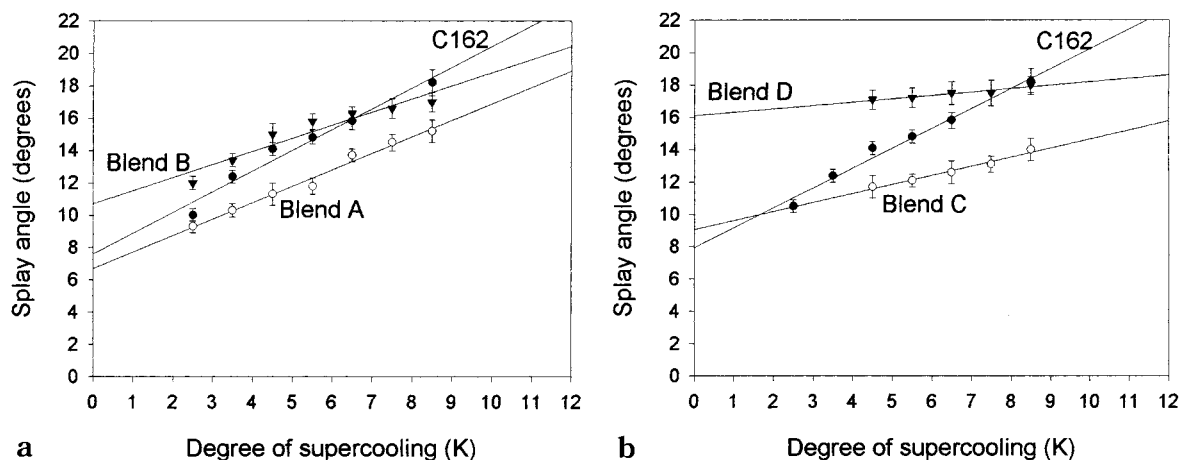 22
20
18
16
14
12
10
8
6
4
2
0
Splay angle (degrees)
C162
Blend B
Blend A
0 1 2 3 4 5 6 7 8 9 10 11 12
Degree of supercooling (K)
a
22
20
18
16
14
12
10
8
6
4
2
0
Splay angle (degrees)
C162
Blend D
Blend C
0 1 2 3 4 5 6 7 8 9 10 11 12
Degree of supercooling (K)
b